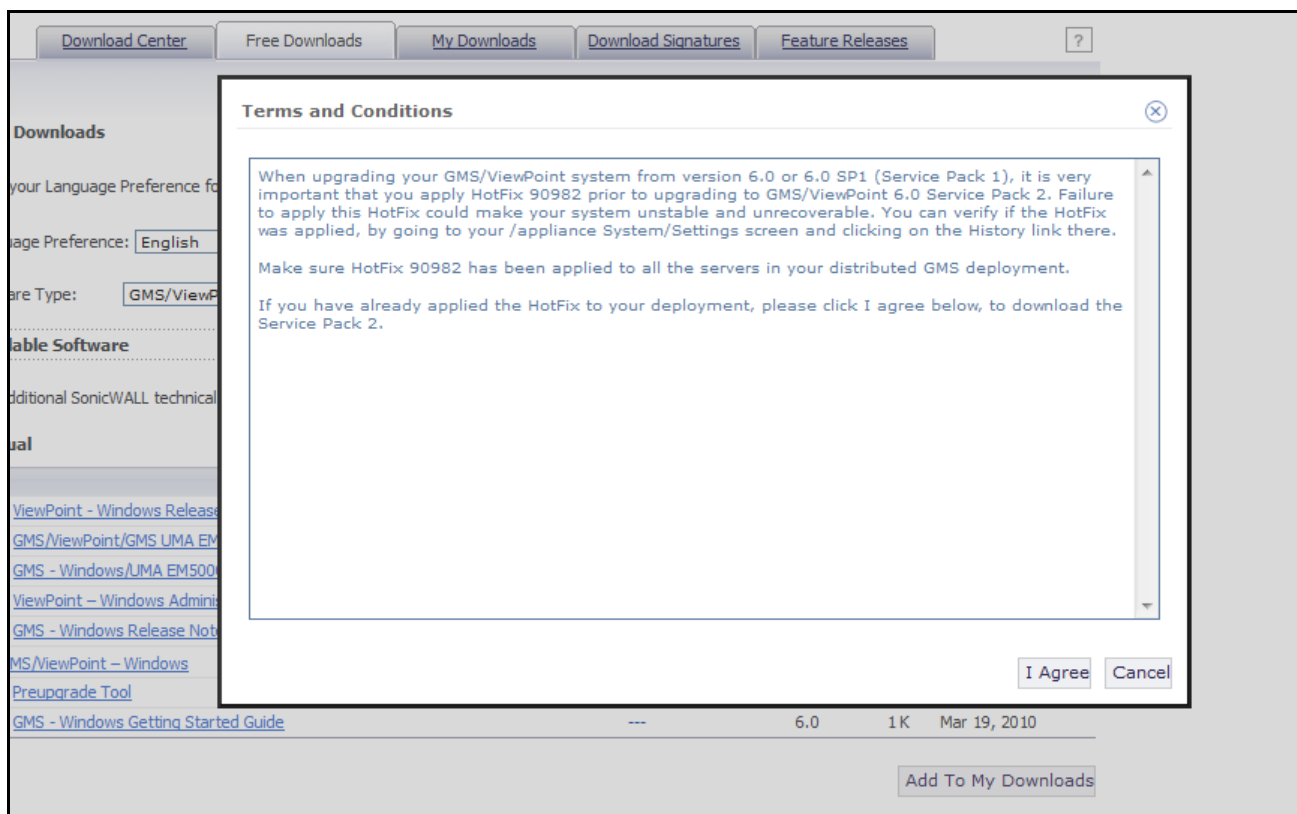 Download Center
Free Downloads
My Downloads
Download Signatures
Feature Releases
?
Terms and Conditions
Downloads
When upgrading your GMS/ViewPoint system from version 6.0 or 6.0 SP1 (Service Pack 1), it is very
important that you apply HotFix 90982 prior to upgrading to GMS/ViewPoint 6.0 Service Pack 2. Failure
to apply this HotFix could make your system unstable and unrecoverable. You can verify if the HotFix
was applied, by going to your /appliance System/Settings screen and clicking on the History link there.
Make sure HotFix 90982 has been applied to all the servers in your distributed GMS deployment.
If you have already applied the HotFix to your deployment, please click I agree below, to download the
Service Pack 2.
your Language Preference fo
uage Preference: English
are Type: GMS/ViewP
lable Software
dditional SonicWALL technical
ual
ViewPoint - Windows Release
GMS/ViewPoint/GMS UMA EM
GMS - Windows/UMA EM500
ViewPoint – Windows Adminis
GMS - Windows Release Not
MS/ViewPoint – Windows
Preupgrade Tool
I Agree
Cancel
GMS - Windows Getting Started Guide --- 6.0 1 K Mar 19, 2010
Add To My Downloads